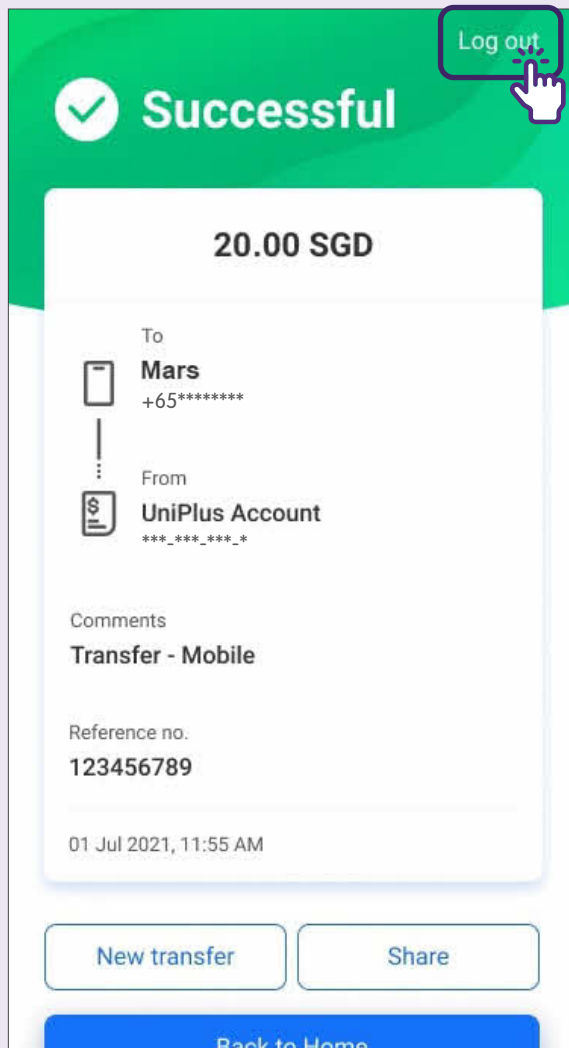 Log out
Successful
20.00 SGD
To
Mars
+65********
From
$
UniPlus Account
***-***-***-*
Comments
Transfer - Mobile
Reference no.
123456789
01 Jul 2021, 11:55 AM
New transfer
Share
Back to Home